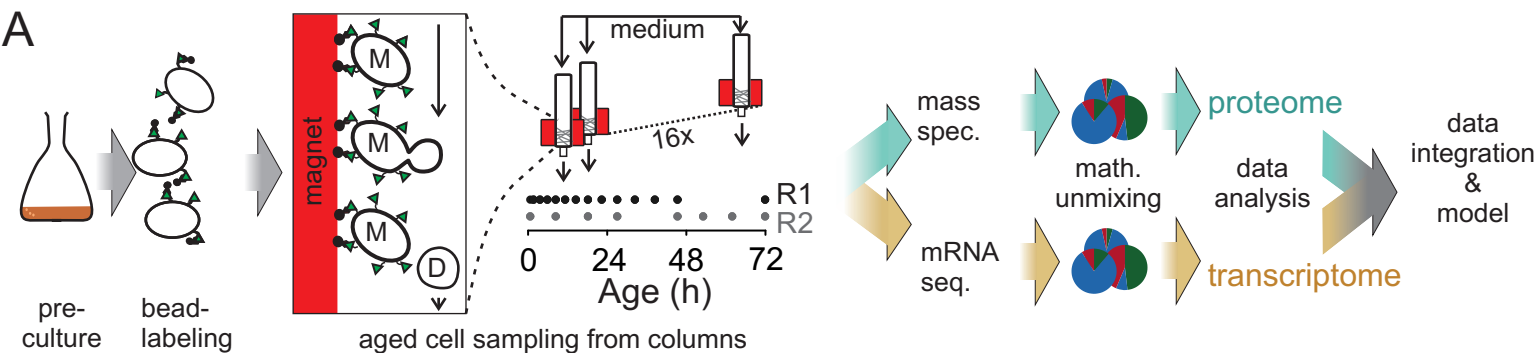 A
pre-
culture
bead-
labeling
magnet
M
M
M
D
medium
16x
R1
R2
0 24 48 72
Age (h)
aged cell sampling from columns
mass
spec.
mRNA
seq.
math.
unmixing
proteome
data
analysis
transcriptome
data
integration
&
model